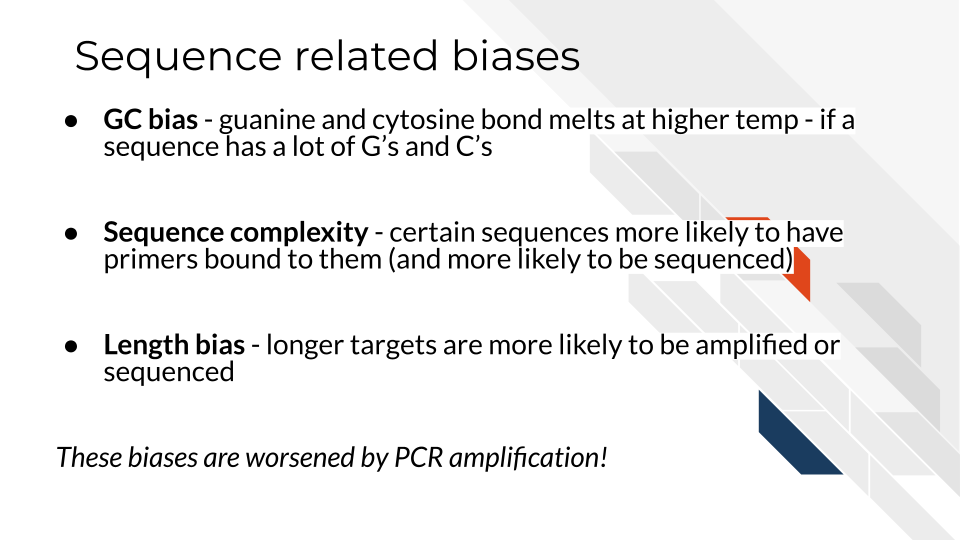 Sequence related biases
● GC bias - guanine and cytosine bond melts at higher temp - if a
sequence has a lot of G’s and C’s
● Sequence complexity - certain sequences more likely to have
primers bound to them (and more likely to be sequenced)
● Length bias - longer targets are more likely to be amplified or
sequenced
These biases are worsened by PCR amplification!